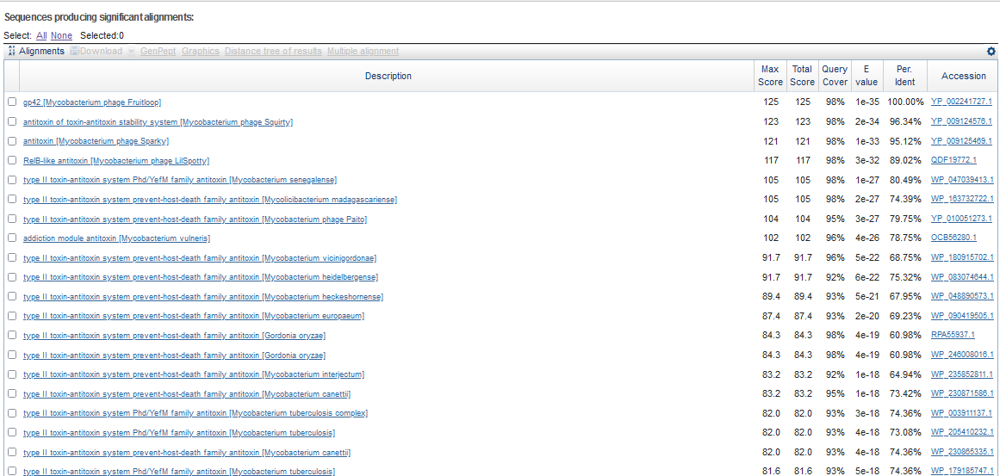 Sequences producing significant alignments:
Select: All None Selected:0
Alignments Download GenPept Graphics Distance tree of results Multiple alignment
Description Max Score Total Score Query Cover E value Per. Ident Accession
gp42 [Mycobacterium phage Fruitloop] 125 125 98% 1e-35 100.00% YP_002241727.1
antitoxin of toxin-antitoxin stability system [Mycobacterium phage Squirty] 123 123 98% 2e-34 96.34% YP_009124576.1
antitoxin [Mycobacterium phage Sparky] 121 121 98% 1e-33 95.12% YP_009125469.1
RelB-like antitoxin [Mycobacterium phage LilSpotty] 117 117 98% 3e-32 89.02% QDF19772.1
type II toxin-antitoxin system Phd/YefM family antitoxin [Mycobacterium senegalense] 105 105 98% 1e-27 80.49% WP_047039413.1
type II toxin-antitoxin system prevent-host-death family antitoxin [Mycolicibacterium madagascariense] 105 105 98% 2e-27 74.39% WP_163732722.1
type II toxin-antitoxin system prevent-host-death family antitoxin [Mycobacterium phage Paito] 104 104 95% 3e-27 79.75% YP_010051273.1
addiction module antitoxin [Mycobacterium vulneris] 102 102 96% 4e-26 78.75% OCB56280.1
type II toxin-antitoxin system prevent-host-death family antitoxin [Mycobacterium vicinigordonae] 91.7 91.7 96% 5e-22 68.75% WP_180915702.1
type II toxin-antitoxin system prevent-host-death family antitoxin [Mycobacterium heidelbergense] 91.7 91.7 92% 6e-22 75.32% WP_083074644.1
type II toxin-antitoxin system prevent-host-death family antitoxin [Mycobacterium heckeshornense] 89.4 89.4 93% 5e-21 67.95% WP_048890573.1
type II toxin-antitoxin system prevent-host-death family antitoxin [Mycobacterium europaeum] 87.4 87.4 93% 2e-20 69.23% WP_090419505.1
type II toxin-antitoxin system prevent-host-death family antitoxin [Gordonia oryzae] 84.3 84.3 98% 4e-19 60.98% RPA55937.1
type II toxin-antitoxin system prevent-host-death family antitoxin [Gordonia oryzae] 84.3 84.3 98% 4e-19 60.98% WP_246008016.1
type II toxin-antitoxin system prevent-host-death family antitoxin [Mycobacterium interjectum] 83.2 83.2 92% 1e-18 64.94% WP_235852811.1
type II toxin-antitoxin system prevent-host-death family antitoxin [Mycobacterium canettii] 83.2 83.2 95% 1e-18 73.42% WP_230871586.1
type II toxin-antitoxin system Phd/YefM family antitoxin [Mycobacterium tuberculosis complex] 82.0 82.0 93% 3e-18 74.36% WP_003911137.1
type II toxin-antitoxin system Phd/YefM family antitoxin [Mycobacterium tuberculosis] 82.0 82.0 93% 4e-18 73.08% WP_205410232.1
type II toxin-antitoxin system prevent-host-death family antitoxin [Mycobacterium canettii] 82.0 82.0 93% 4e-18 74.36% WP_230865335.1
type II toxin-antitoxin system prevent-host-death family antitoxin [Mycobacterium tuberculosis] 81.6 81.6 93% 5e-18 74.36% WP_179185747.1